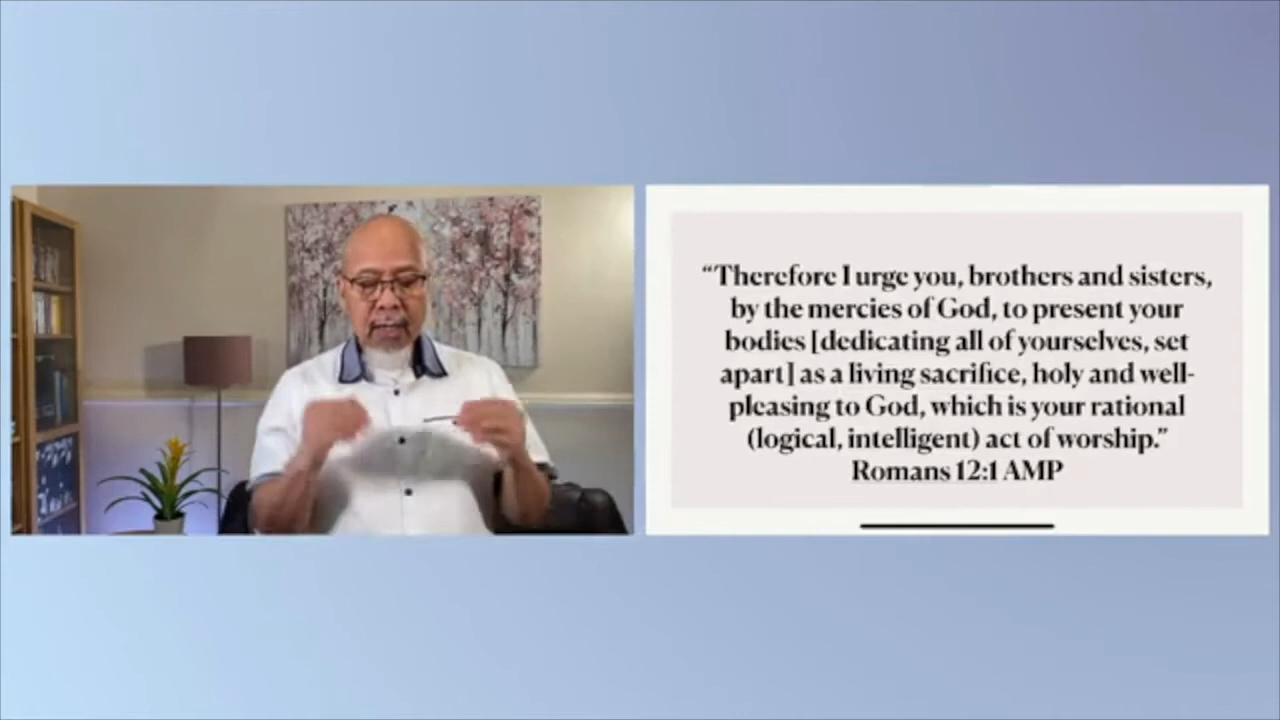 “Therefore I urge you, brothers and sisters,
by the mercies of God, to present your
bodies [dedicating all of yourselves, set
apart] as a living sacrifice, holy and well-
pleasing to God, which is your rational
(logical, intelligent) act of worship.”
Romans 12:1 AMP